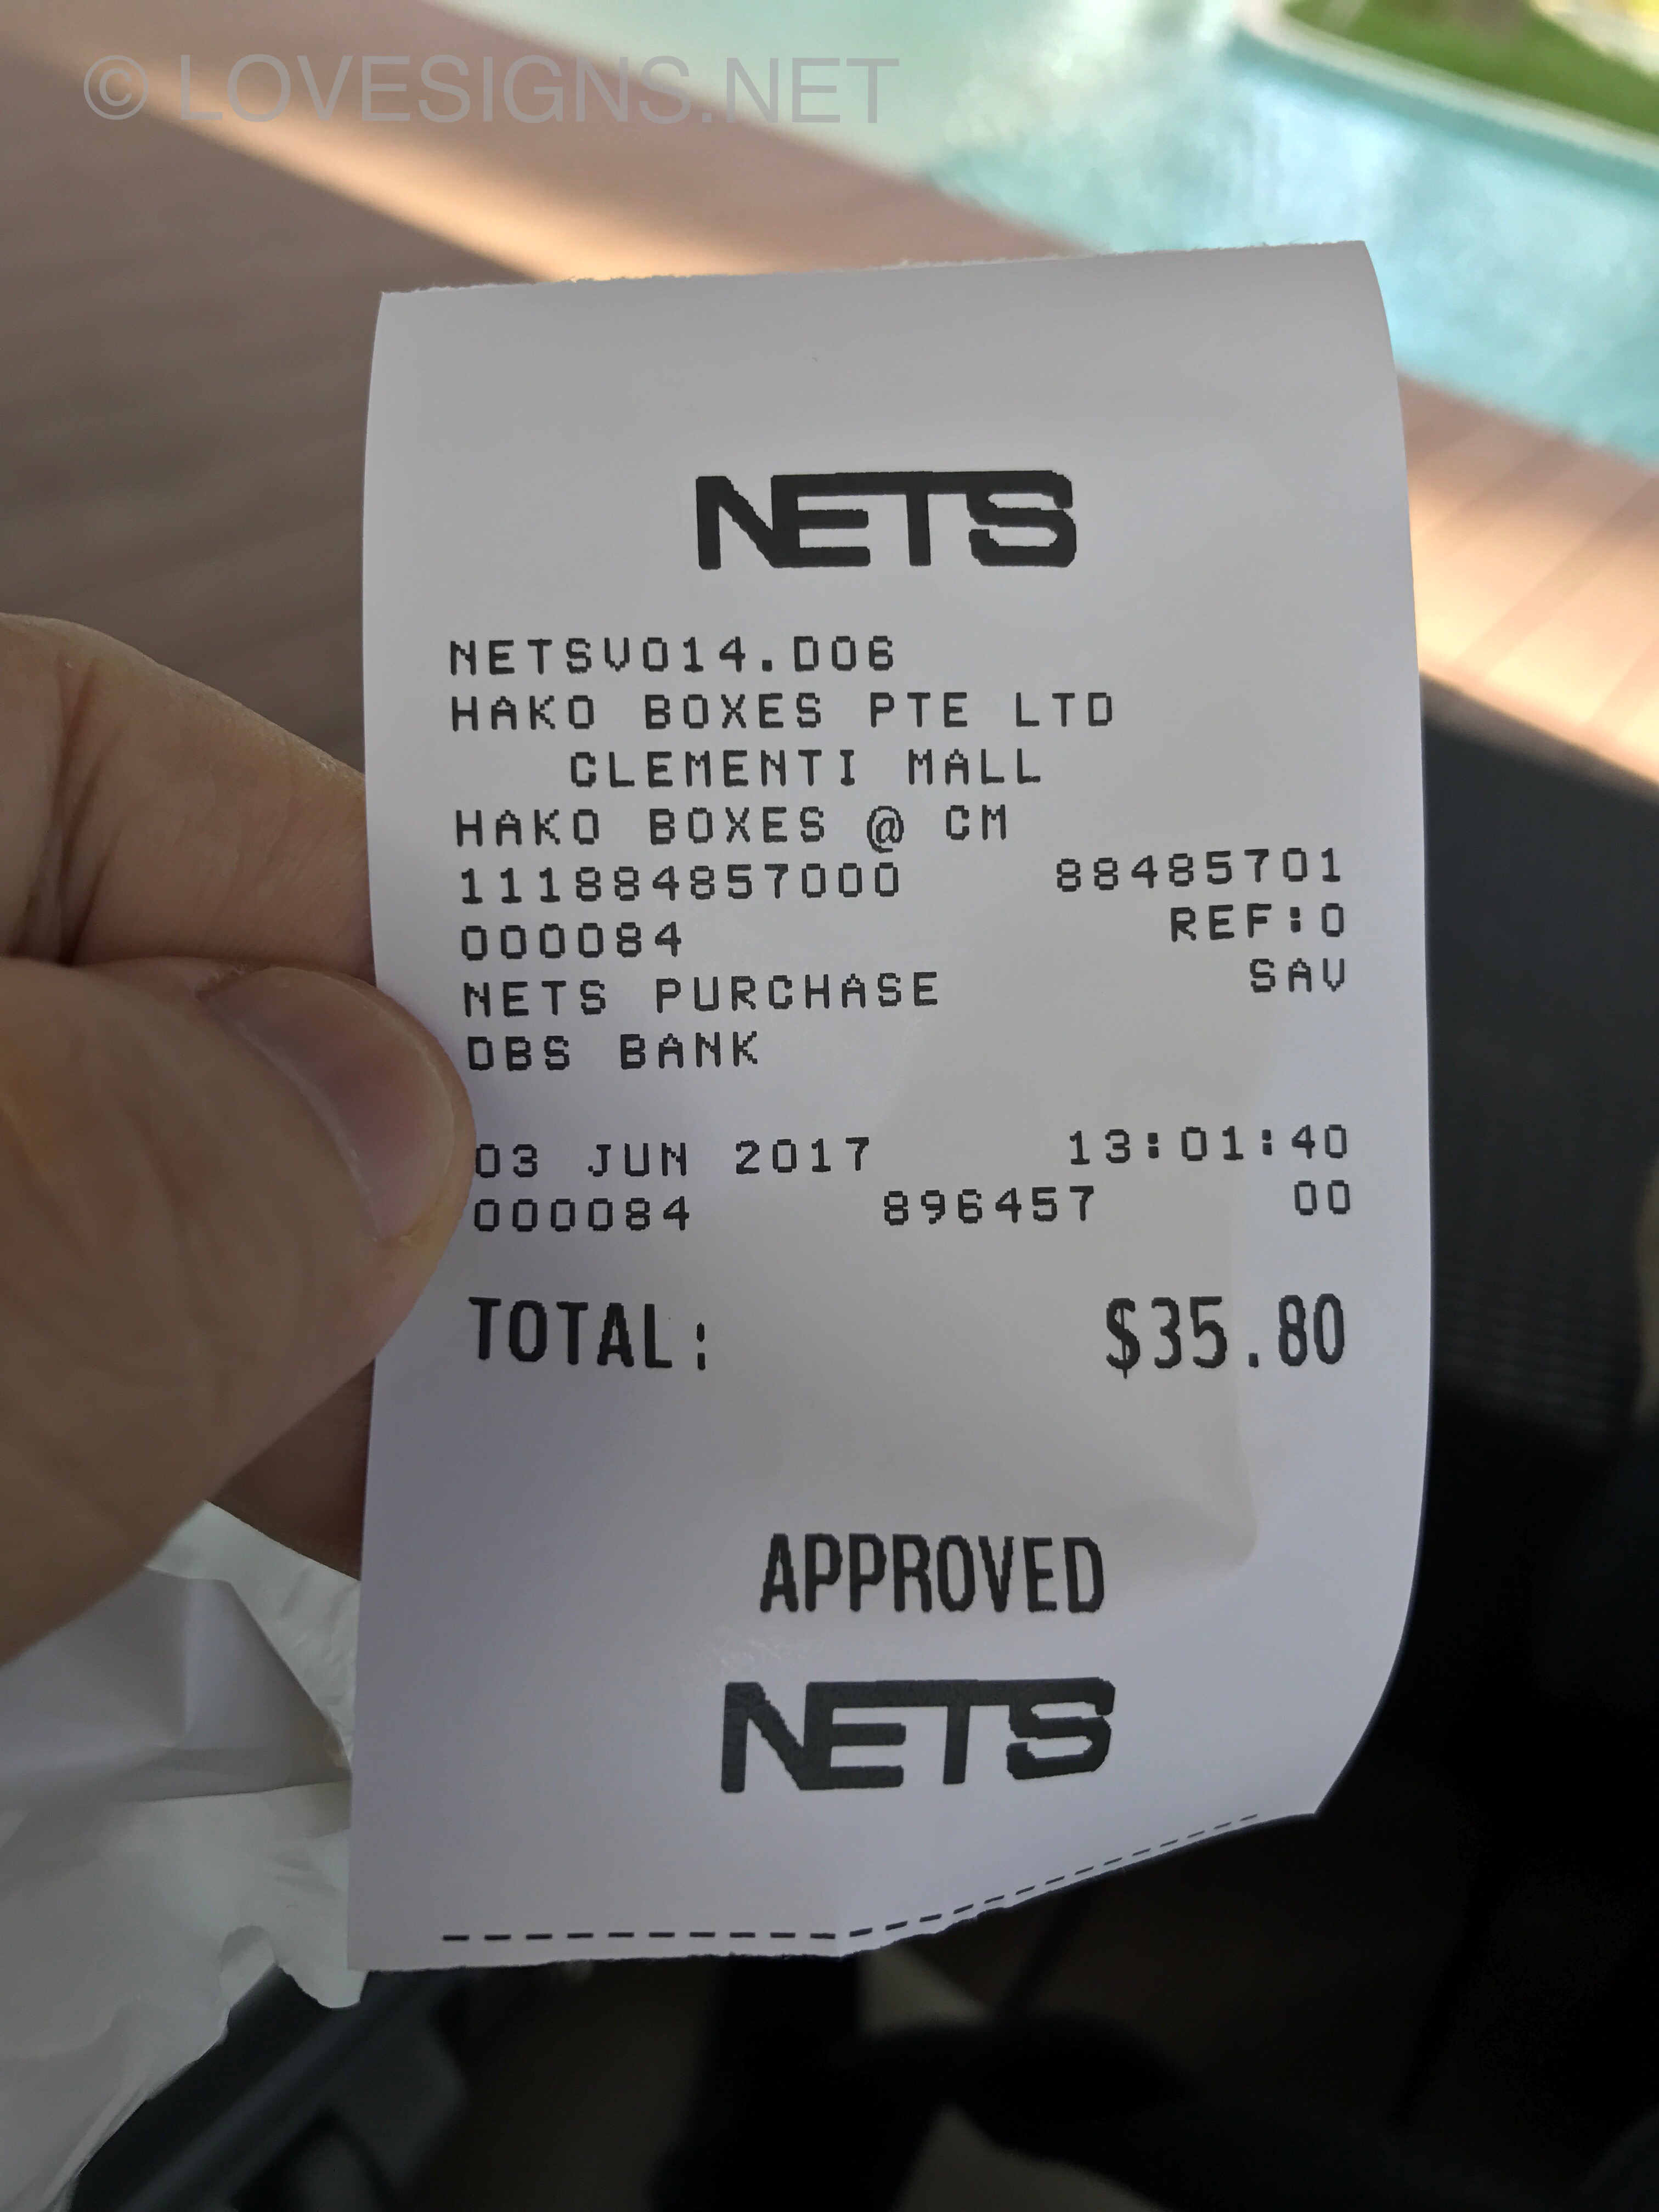 © LOVESIGNS.NET
NETS
NETSV014.D06
HAKO BOXES PTE LTD
CLEMENTI MALL
HAKO BOXES @ CM
111884857000 88485701
000084 REF:0
NETS PURCHASE SAV
DBS BANK
03 JUN 2017 13:01:40
000084 896457 00
TOTAL: $35.80
APPROVED
NETS